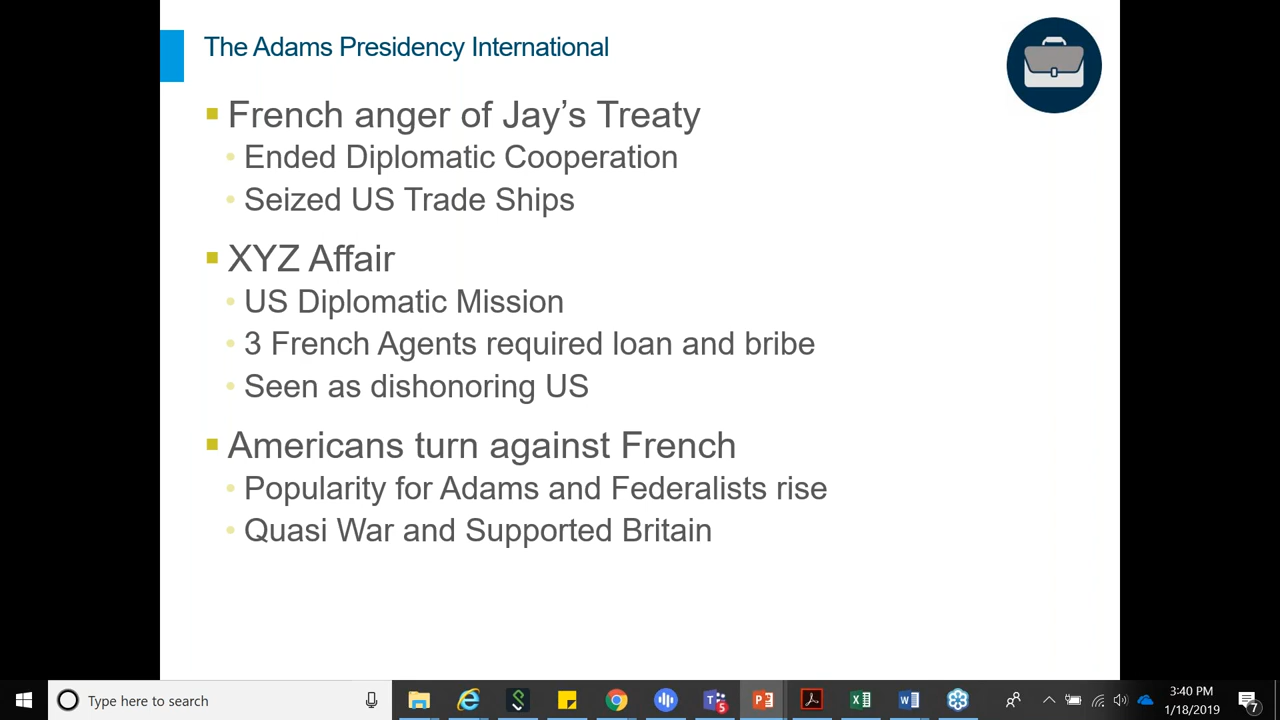 The Adams Presidency International
French anger of Jay's Treaty
Ended Diplomatic Cooperation
Seized US Trade Ships
XYZ Affair
US Diplomatic Mission
3 French Agents required loan and bribe
Seen as dishonoring US
Americans turn against French
Popularity for Adams and Federalists rise
Quasi War and Supported Britain
Type here to search
5
3:40 PM
1/18/2019
7